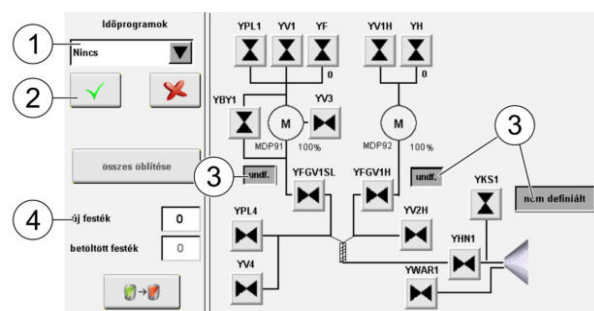 Időprogramok
1
Nincs
2
összes öblítése
4
új festék 0
betöltött festék 0
YPL1 YV1 YF YV1H YH
0 0
YBY1 YV3
M M
MDP91 100% MDP92 100%
3
undf. YFGV1SL YFGV1H undf.
3
YKS1
nem definiált
YPL4 YV2H
YHN1
YV4 YWAR1